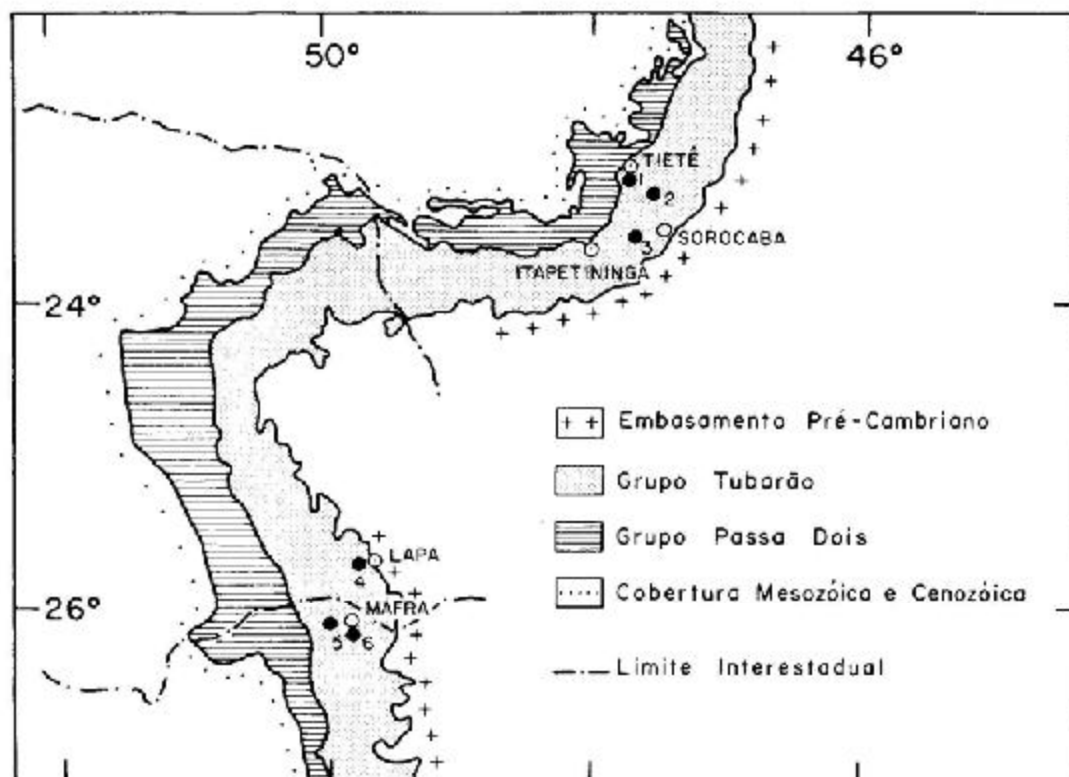 50°
46°
TIETÊ
1
2
3
SOROCABA
ITAPETININGA
24°
+ + Embasamento Pré-Cambriano
Grupo Tubarão
Grupo Passa Dois
Cobertura Mesozóica e Cenozóica
Limite Interestadual
LAPA
4
MAFRA
26°
5
6